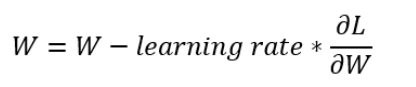 W = W − learning rate * ∂L/∂W